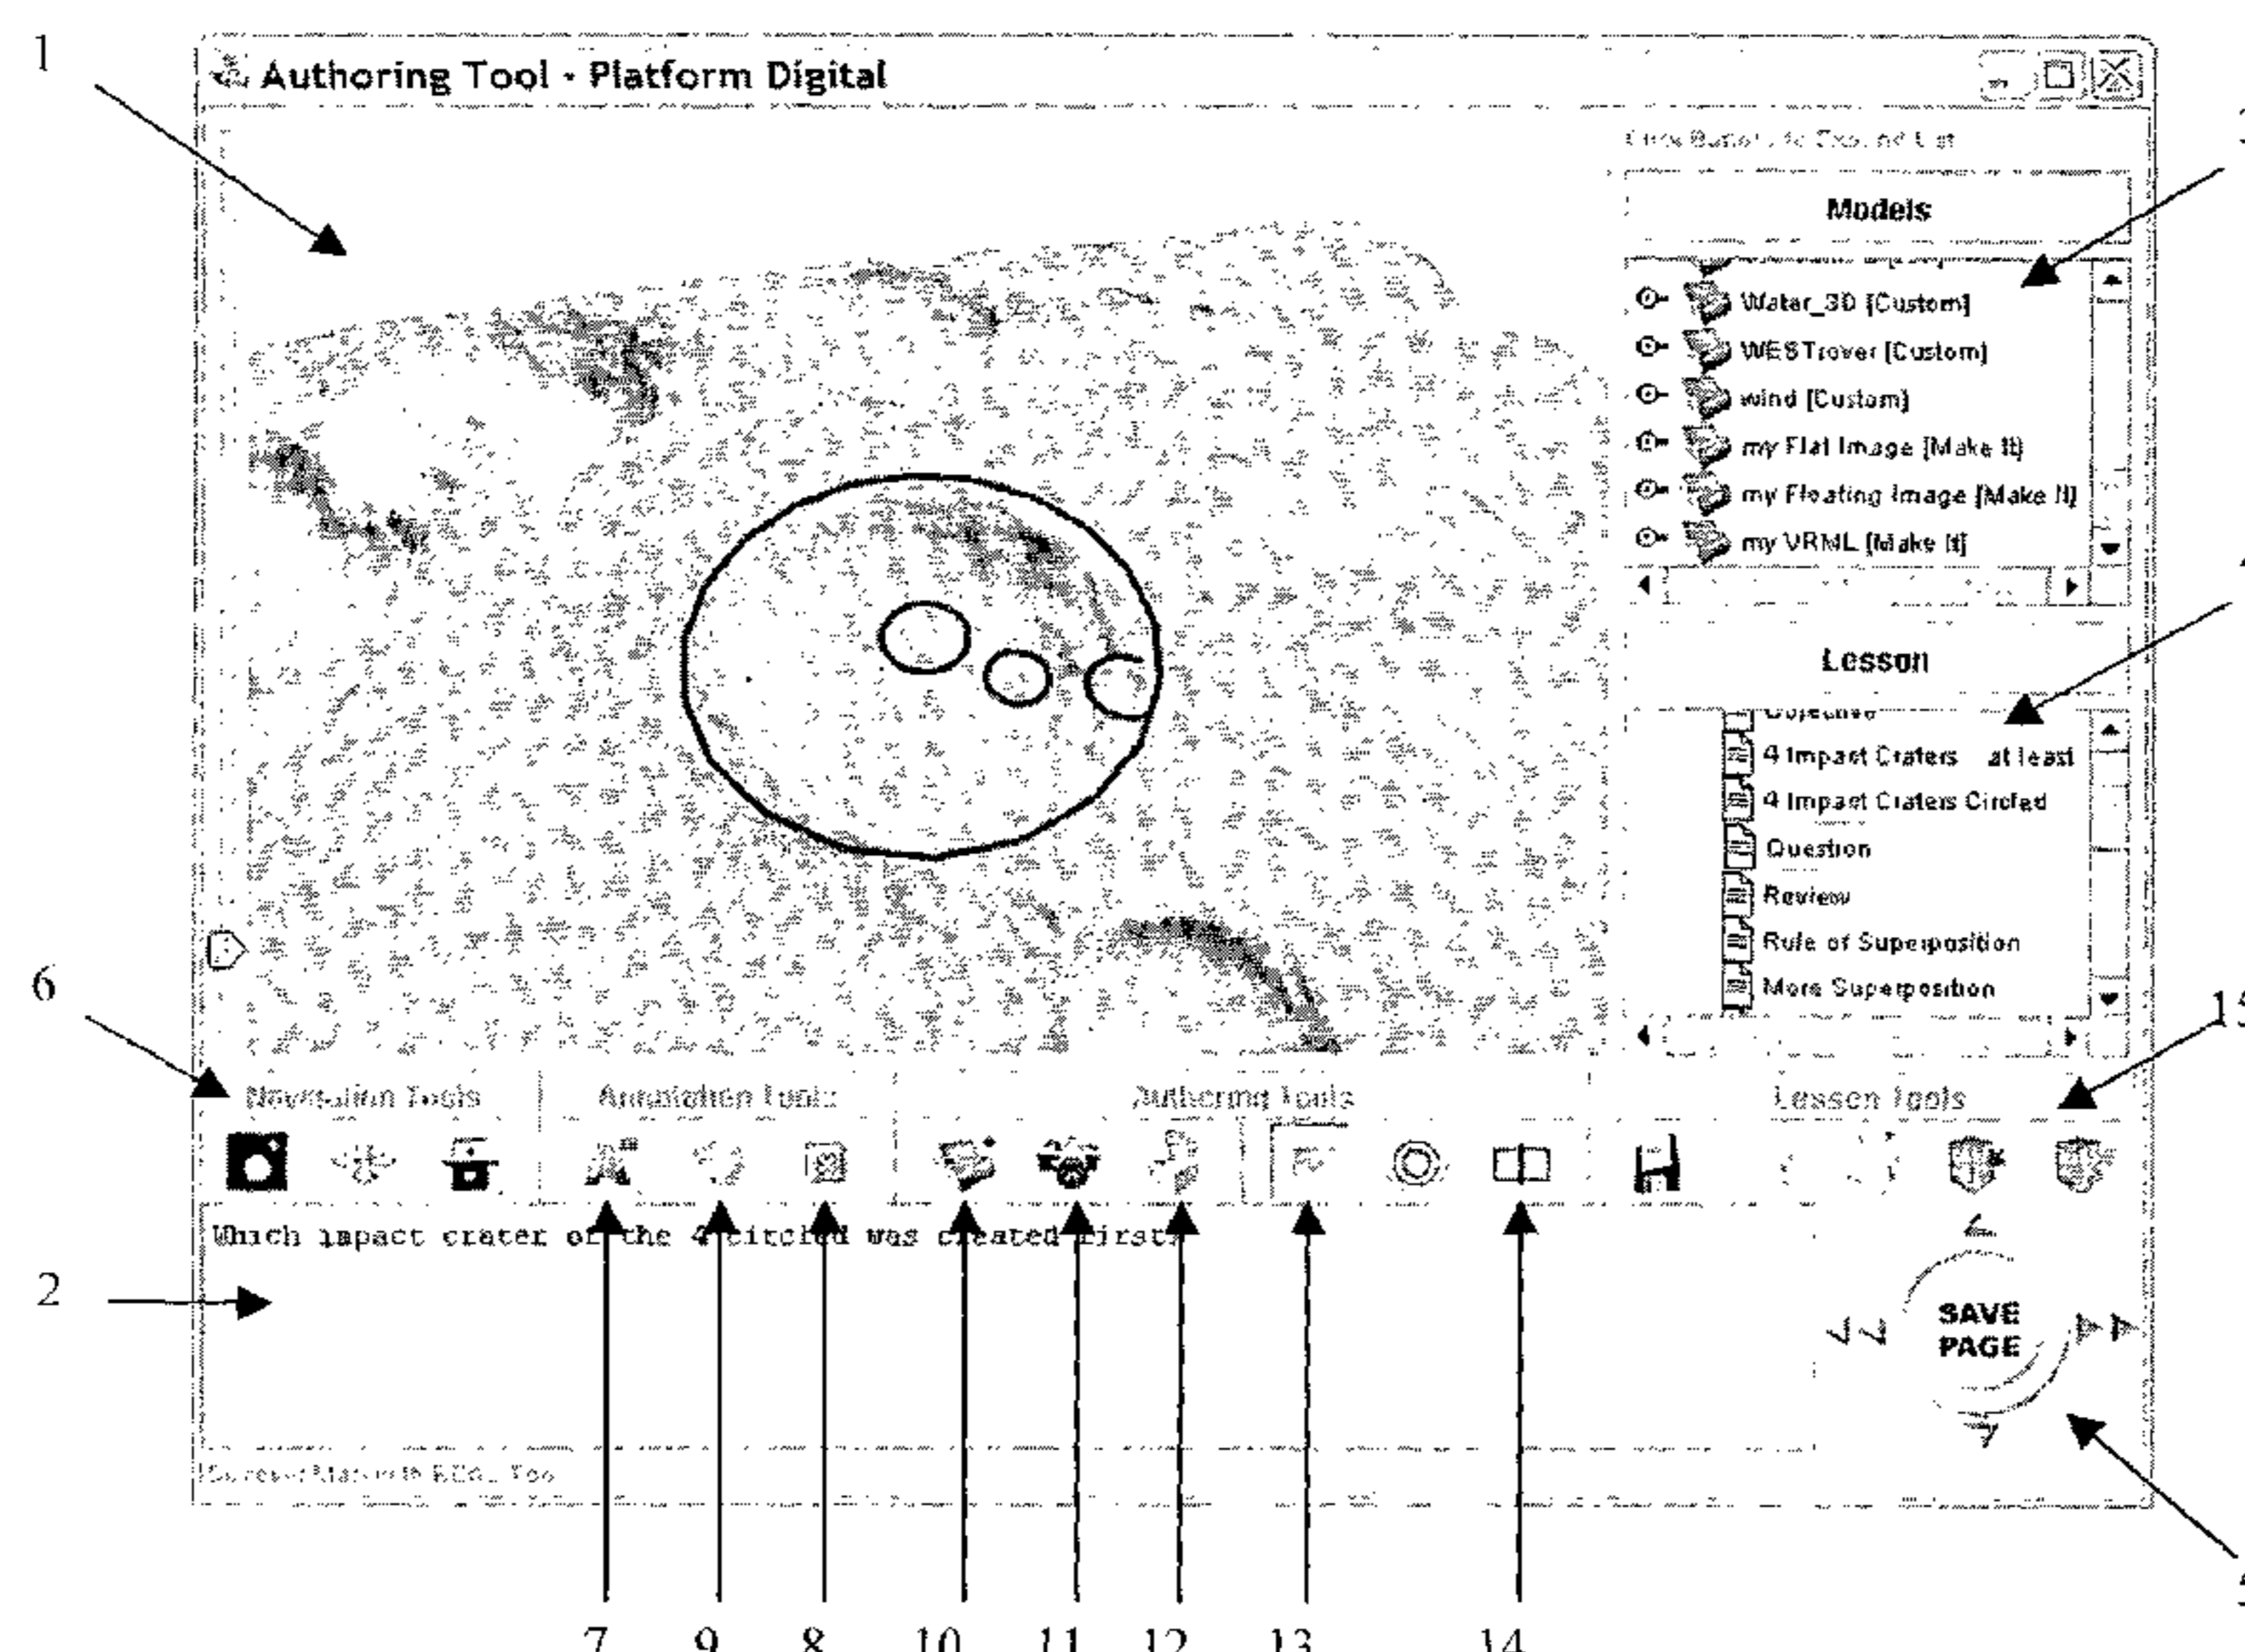 1
Authoring Tool - Platform Digital
Models
Water_3D [Custom]
WESTrover [Custom]
wind [Custom]
my Flat Image [Make It]
my Floating Image [Make It]
my VRML [Make It]
Lesson
Objective
4 Impact Craters at least
4 Impact Craters Circled
Question
Review
Rule of Superposition
More Superposition
6
15
Navigation Tools
Annotation Tools
Authoring Tools
Lesson Tools
Which impact crater of the 4 circled was created first?
2
SAVE
PAGE
7 9 8 10 11 12 13 14